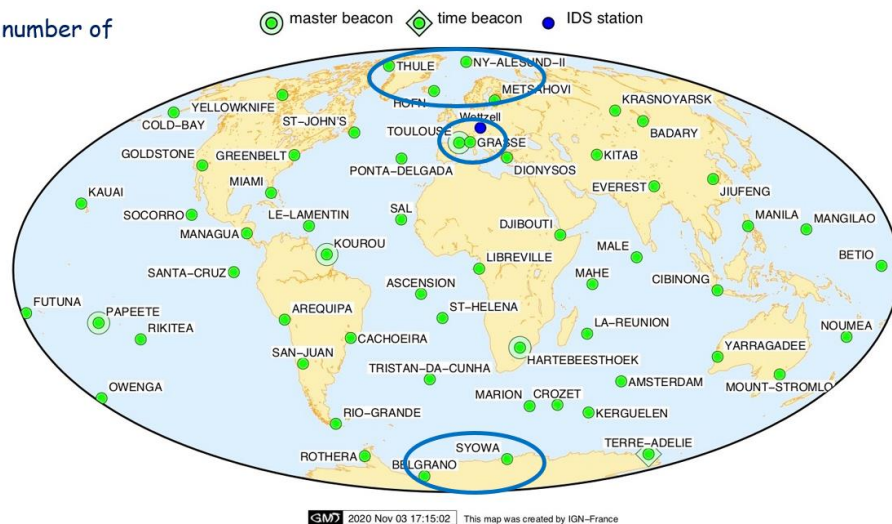 number of
master beacon time beacon IDS station
THULE
NY-ALESUND-II
HOFN
METSAHOVI
YELLOWKNIFE
COLD-BAY
ST-JOHN'S
Wettzell
KRASNOYARSK
TOULOUSE
GRASSE
BADARY
GOLDSTONE
GREENBELT
PONTA-DELGADA
DIONYSOS
KITAB
MIAMI
EVEREST
JIUFENG
KAUAI
SOCORRO
LE-LAMENTIN
SAL
DJIBOUTI
MANILA
MANGILAO
MANAGUA
KOUROU
LIBREVILLE
MALE
BETIO
SANTA-CRUZ
ASCENSION
MAHE
CIBINONG
FUTUNA
PAPEETE
AREQUIPA
ST-HELENA
RIKITEA
CACHOEIRA
LA-REUNION
NOUMEA
YARRAGADEE
SAN-JUAN
HARTEBEESTHOEK
TRISTAN-DA-CUNHA
AMSTERDAM
MOUNT-STROMLO
OWENGA
MARION
CROZET
KERGUELEN
RIO-GRANDE
TERRE-ADELIE
ROTHERA
SYOWA
BELGRANO
GMT 2020 Nov 03 17:15:02 This map was created by IGN-France